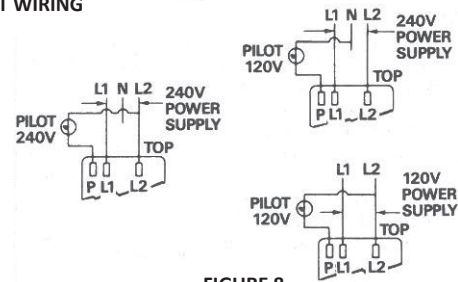 WIRING
L1 N L2
240V
POWER
SUPPLY
PILOT
240V
TOP
P L1 L2
L1 N L2
240V
POWER
SUPPLY
PILOT
120V
TOP
P L1 L2
L1 L2
120V
POWER
SUPPLY
PILOT
120V
TOP
P L1 L2
FIGURE 8